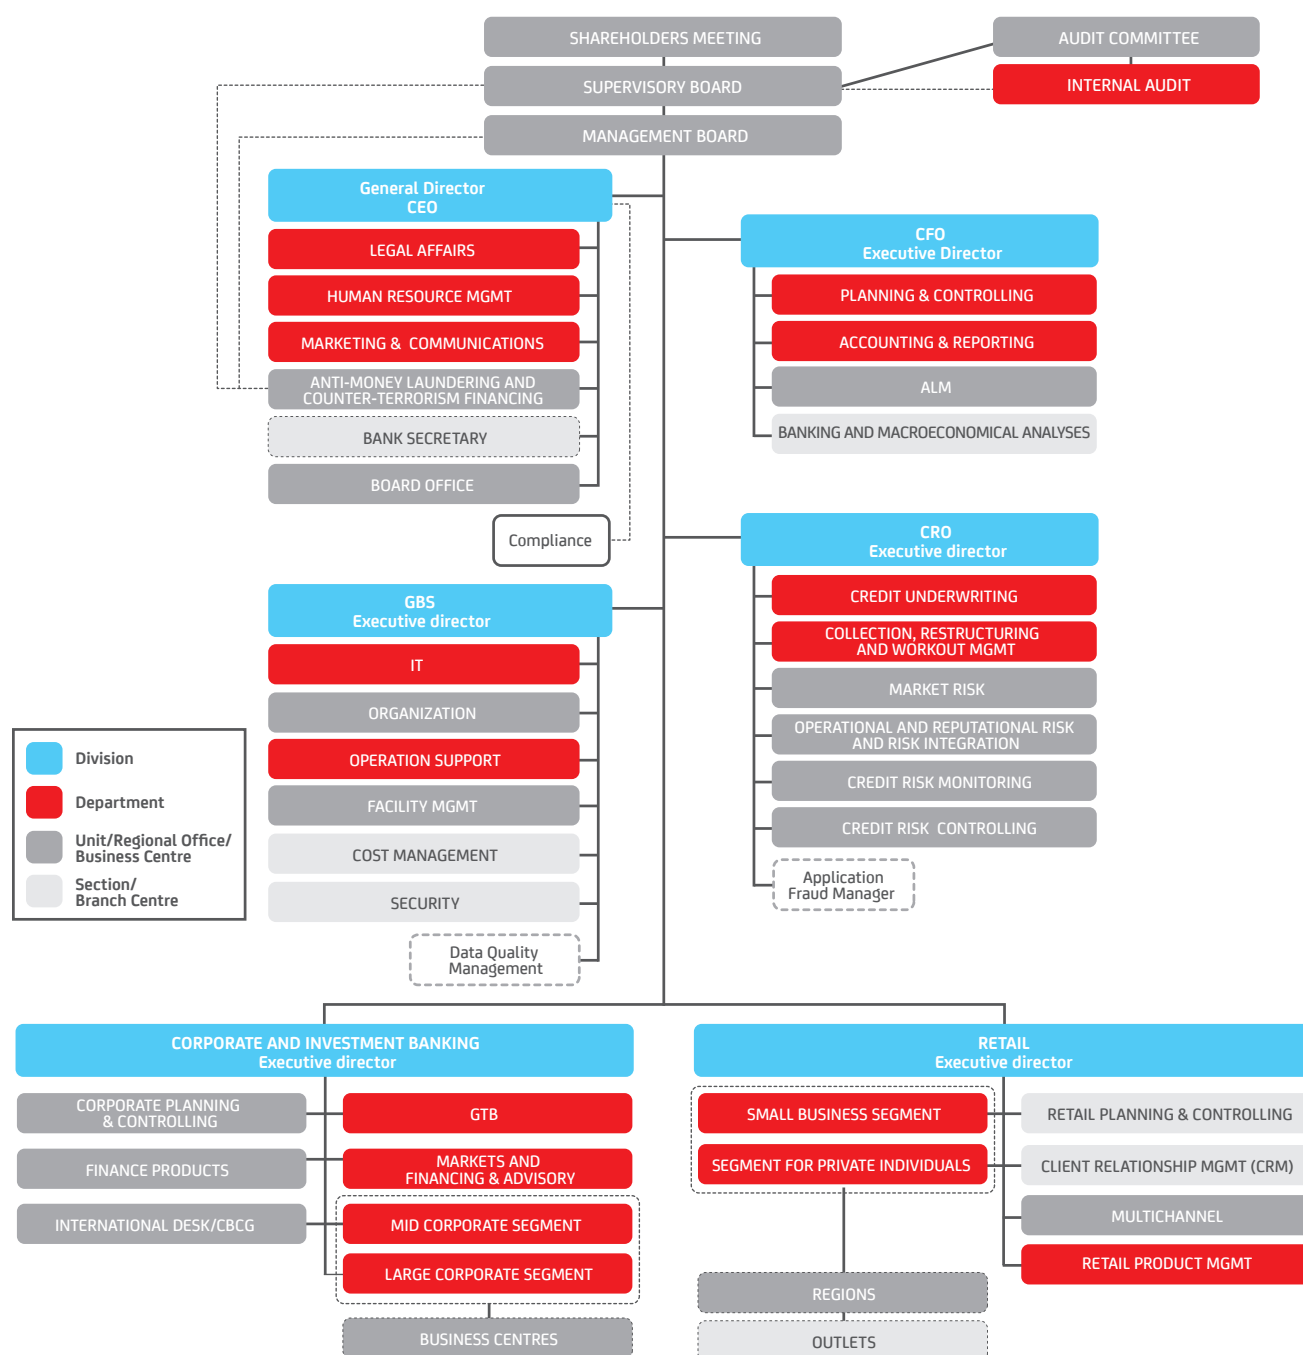 SHAREHOLDERS MEETING
SUPERVISORY BOARD
MANAGEMENT BOARD
AUDIT COMMITTEE
INTERNAL AUDIT
General Director
CEO
LEGAL AFFAIRS
HUMAN RESOURCE MGMT
MARKETING & COMMUNICATIONS
ANTI-MONEY LAUNDERING AND
COUNTER-TERRORISM FINANCING
BANK SECRETARY
BOARD OFFICE
Compliance
CFO
Executive Director
PLANNING & CONTROLLING
ACCOUNTING & REPORTING
ALM
BANKING AND MACROECONOMICAL ANALYSES
CRO
Executive director
CREDIT UNDERWRITING
COLLECTION, RESTRUCTURING
AND WORKOUT MGMT
MARKET RISK
OPERATIONAL AND REPUTATIONAL RISK
AND RISK INTEGRATION
CREDIT RISK MONITORING
CREDIT RISK CONTROLLING
Application
Fraud Manager
GBS
Executive director
IT
ORGANIZATION
OPERATION SUPPORT
FACILITY MGMT
COST MANAGEMENT
SECURITY
Data Quality
Management
Division
Department
Unit/Regional Office/
Business Centre
Section/
Branch Centre
CORPORATE AND INVESTMENT BANKING
Executive director
CORPORATE PLANNING
& CONTROLLING
FINANCE PRODUCTS
INTERNATIONAL DESK/CBCG
GTB
MARKETS AND
FINANCING & ADVISORY
MID CORPORATE SEGMENT
LARGE CORPORATE SEGMENT
BUSINESS CENTRES
RETAIL
Executive director
SMALL BUSINESS SEGMENT
SEGMENT FOR PRIVATE INDIVIDUALS
RETAIL PLANNING & CONTROLLING
CLIENT RELATIONSHIP MGMT (CRM)
MULTICHANNEL
RETAIL PRODUCT MGMT
REGIONS
OUTLETS